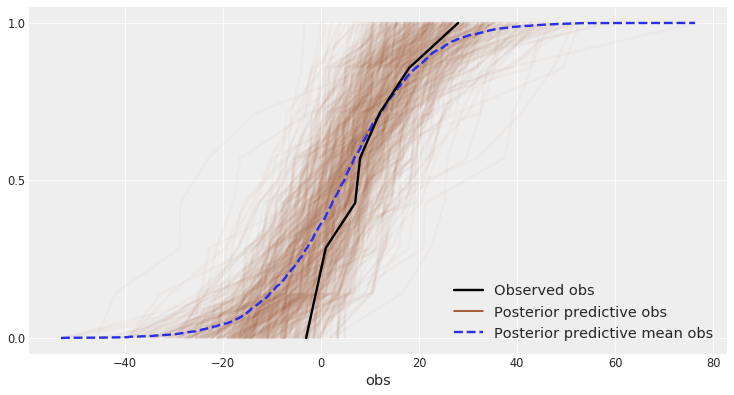 1.0
0.5
0.0
Observed obs
Posterior predictive obs
Posterior predictive mean obs
−40 −20 0 20 40 60 80
obs